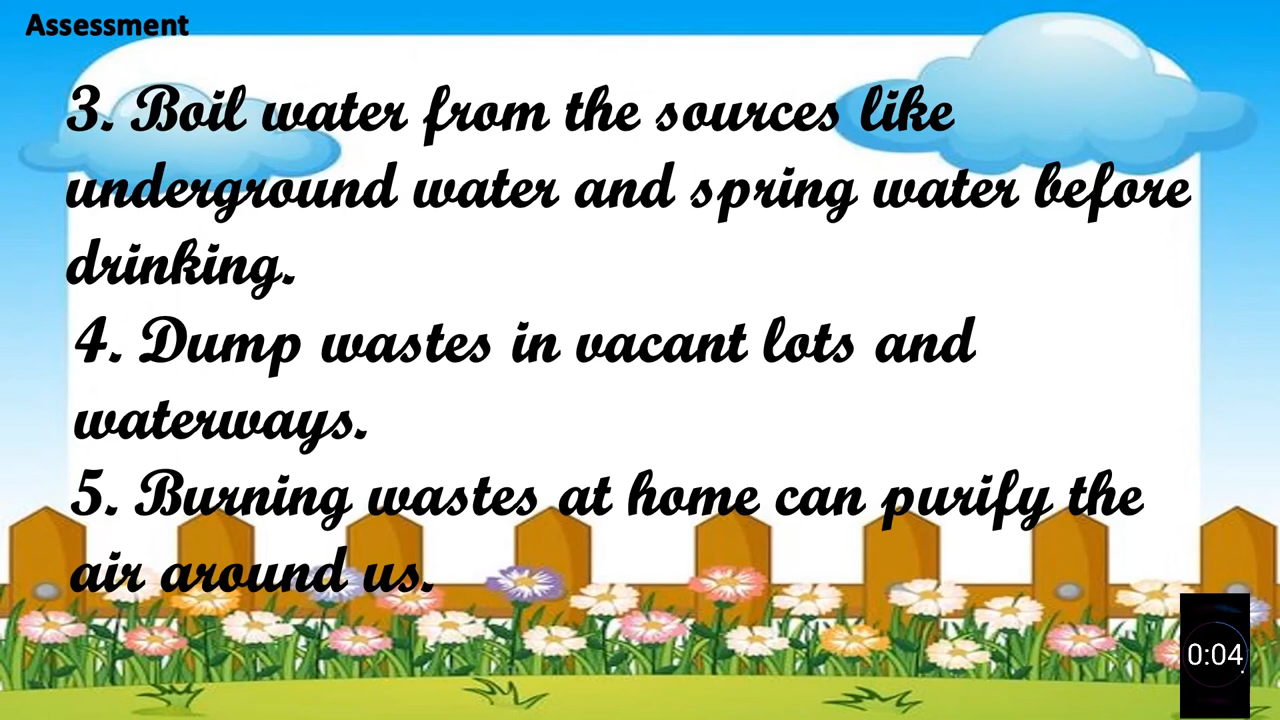 Assessment
3. Boil water from the sources like
underground water and spring water before
drinking.
4. Dump wastes in vacant lots and
waterways.
5. Burning wastes at home can purify the
air around us.
0:04